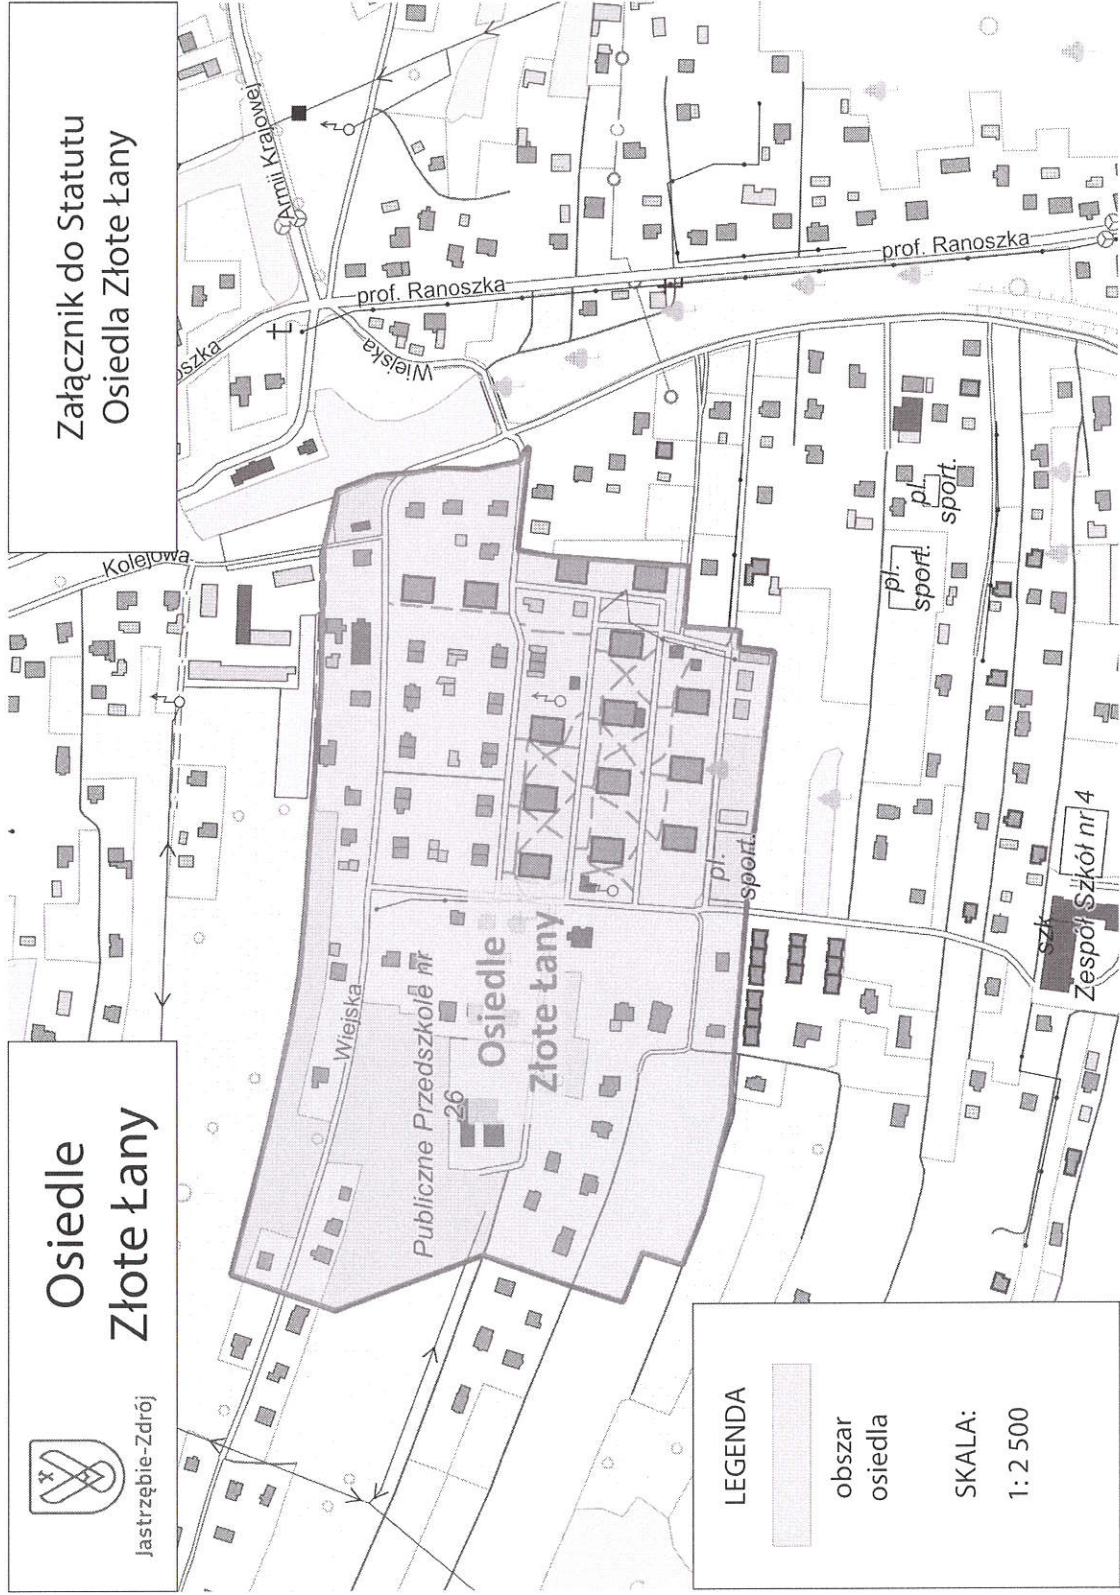 Osiedle
Złote Łany
Jastrzębie-Zdrój
Załącznik do Statutu
Osiedla Złote Łany
Kolejowa
Armii Krajowej
oszka
Wiejska
prof. Ranoszka
prof. Ranoszka
Wiejska
Publiczne Przedszkole nr
26
Osiedle
Złote Łany
pl.
sport.
pl.
sport.
pl.
sport.
szk
Zespół Szkół nr 4
LEGENDA
obszar
osiedla
SKALA:
1: 2 500